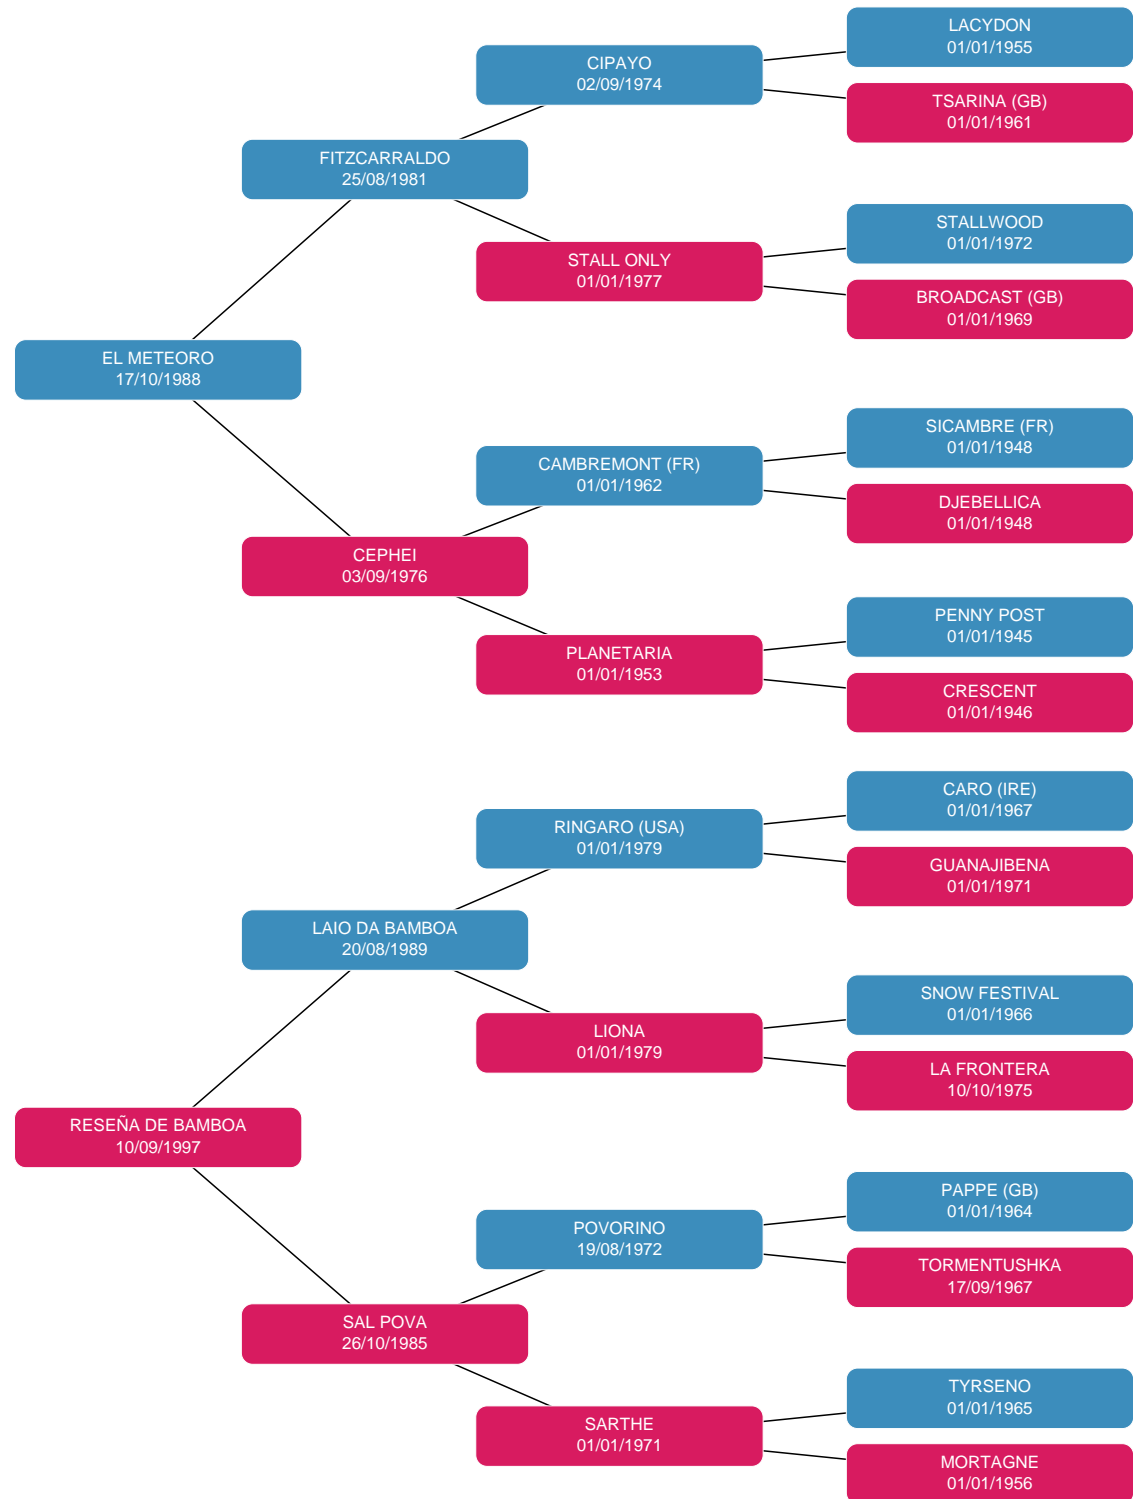 LACYDON
01/01/1955
CIPAYO
02/09/1974
TSARINA (GB)
01/01/1961
FITZCARRALDO
25/08/1981
STALLWOOD
01/01/1972
STALL ONLY
01/01/1977
BROADCAST (GB)
01/01/1969
EL METEORO
17/10/1988
SICAMBRE (FR)
01/01/1948
CAMBREMONT (FR)
01/01/1962
DJEBELLICA
01/01/1948
CEPHEI
03/09/1976
PENNY POST
01/01/1945
PLANETARIA
01/01/1953
CRESCENT
01/01/1946
CARO (IRE)
01/01/1967
RINGARO (USA)
01/01/1979
GUANAJIBENA
01/01/1971
LAIO DA BAMBOA
20/08/1989
SNOW FESTIVAL
01/01/1966
LIONA
01/01/1979
LA FRONTERA
10/10/1975
RESEÑA DE BAMBOA
10/09/1997
PAPPE (GB)
01/01/1964
POVORINO
19/08/1972
TORMENTUSHKA
17/09/1967
SAL POVA
26/10/1985
TYRSENO
01/01/1965
SARTHE
01/01/1971
MORTAGNE
01/01/1956